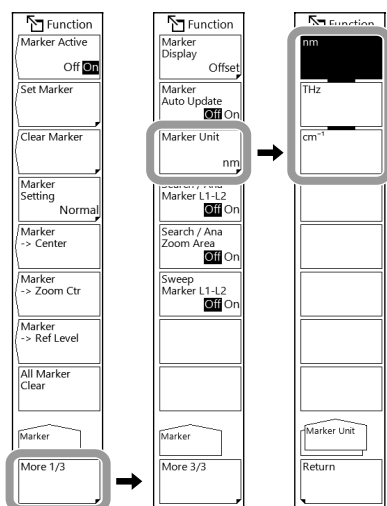 Function
Marker Active
Off On
Set Marker
Clear Marker
Marker
Setting
Normal
Marker
-> Center
Marker
-> Zoom Ctr
Marker
-> Ref Level
All Marker
Clear
Marker
More 1/3
Function
Marker
Display
Offset
Marker
Auto Update
Off On
Marker Unit
nm
Search / Ana
Marker L1-L2
Off On
Search / Ana
Zoom Area
Off On
Sweep
Marker L1-L2
Off On
Marker
More 3/3
Function
nm
THz
cm⁻¹
Marker Unit
Return